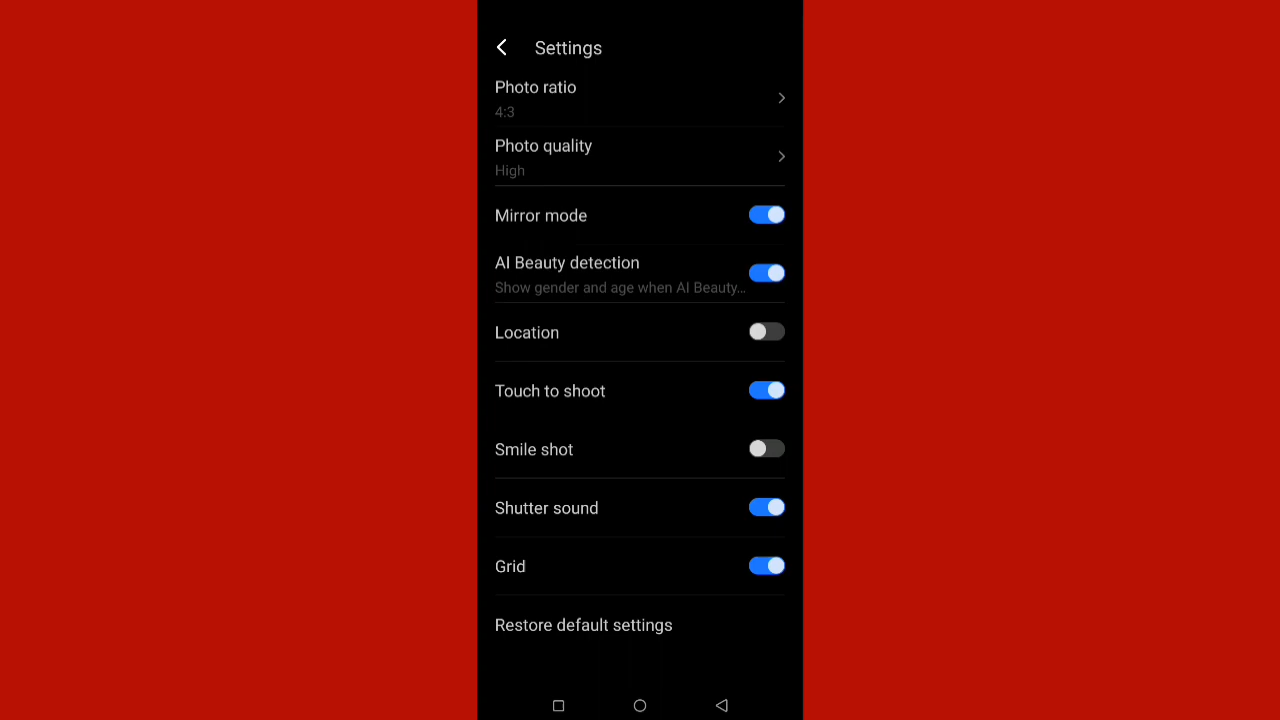 Settings
Photo ratio
4:3
Photo quality
High
Mirror mode
AI Beauty detection
Show gender and age when AI Beauty...
Location
Touch to shoot
Smile shot
Shutter sound
Grid
Restore default settings